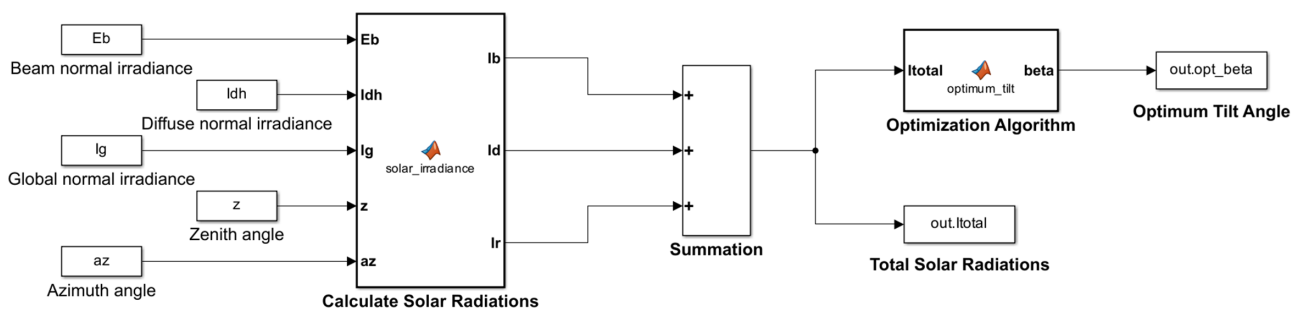 Eb
Beam normal irradiance
Idh
Diffuse normal irradiance
Ig
Global normal irradiance
z
Zenith angle
az
Azimuth angle
Eb
Idh
Ig
z
az
solar_irradiance
Ib
Id
Ir
Calculate Solar Radiations
+
+
+
Summation
Itotal
optimum_tilt
beta
Optimization Algorithm
out.opt_beta
Optimum Tilt Angle
out.Itotal
Total Solar Radiations